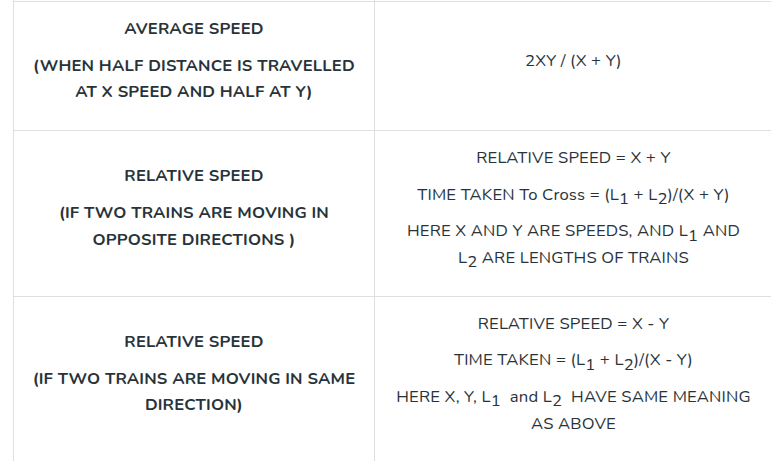 AVERAGE SPEED
(WHEN HALF DISTANCE IS TRAVELLED
AT X SPEED AND HALF AT Y)
2XY / (X + Y)
RELATIVE SPEED
(IF TWO TRAINS ARE MOVING IN
OPPOSITE DIRECTIONS )
RELATIVE SPEED = X + Y
TIME TAKEN To Cross = (L₁ + L₂)/(X + Y)
HERE X AND Y ARE SPEEDS, AND L₁ AND
L₂ ARE LENGTHS OF TRAINS
RELATIVE SPEED
(IF TWO TRAINS ARE MOVING IN SAME
DIRECTION)
RELATIVE SPEED = X - Y
TIME TAKEN = (L₁ + L₂)/(X - Y)
HERE X, Y, L₁ and L₂ HAVE SAME MEANING
AS ABOVE